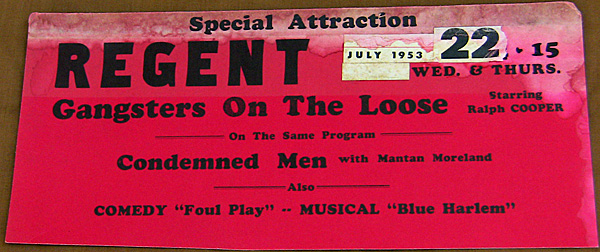 Special Attraction
REGENT JULY 1953 22, - 15
WED. & THURS.
Gangsters On The Loose Starring
Ralph COOPER
On The Same Program
Condemned Men with Mantan Moreland
Also
COMEDY "Foul Play" -- MUSICAL "Blue Harlem"